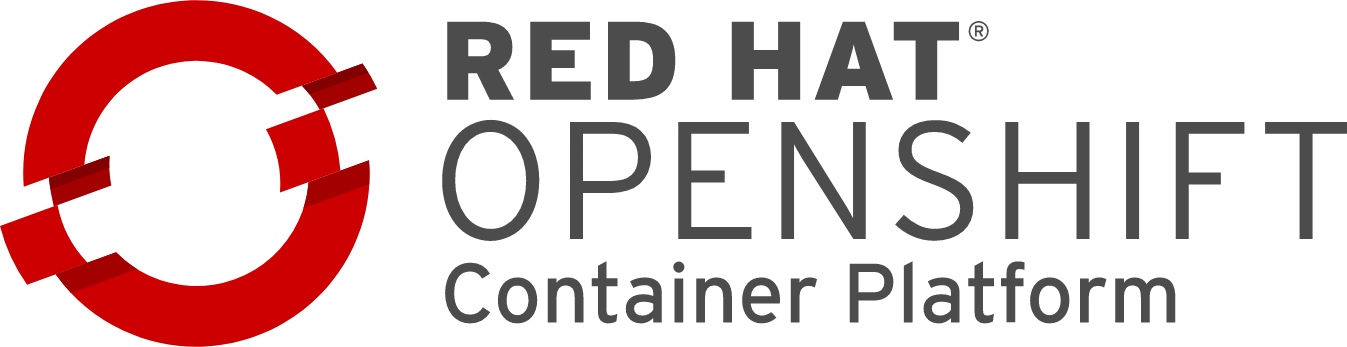 RED HAT®
OPENSHIFT
Container Platform